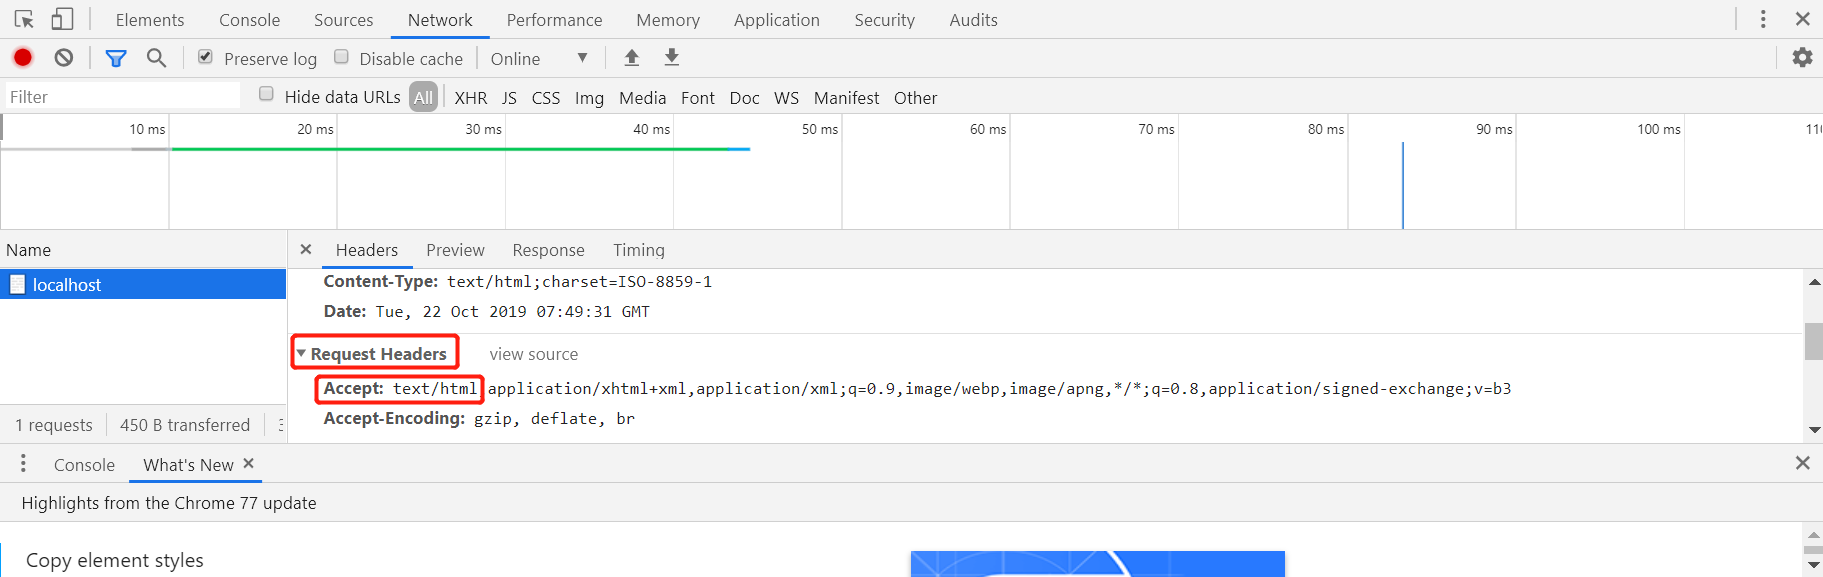 Elements Console Sources Network Performance Memory Application Security Audits
Preserve log Disable cache Online
Filter Hide data URLs All XHR JS CSS Img Media Font Doc WS Manifest Other
10 ms 20 ms 30 ms 40 ms 50 ms 60 ms 70 ms 80 ms 90 ms 100 ms
Name Headers Preview Response Timing
localhost
Content-Type: text/html;charset=ISO-8859-1
Date: Tue, 22 Oct 2019 07:49:31 GMT
Request Headers view source
Accept: text/html,application/xhtml+xml,application/xml;q=0.9,image/webp,image/apng,*/*;q=0.8,application/signed-exchange;v=b3
Accept-Encoding: gzip, deflate, br
1 requests 450 B transferred
Console What's New
Highlights from the Chrome 77 update
Copy element styles